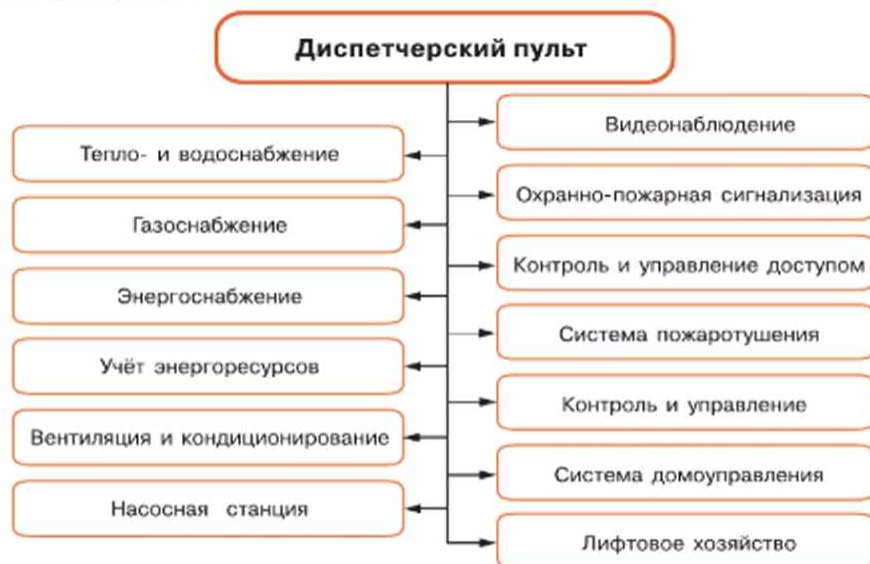 Диспетчерский пульт
Тепло- и водоснабжение
Газоснабжение
Энергоснабжение
Учёт энергоресурсов
Вентиляция и кондиционирование
Насосная станция
Видеонаблюдение
Охранно-пожарная сигнализация
Контроль и управление доступом
Система пожаротушения
Контроль и управление
Система домоуправления
Лифтовое хозяйство